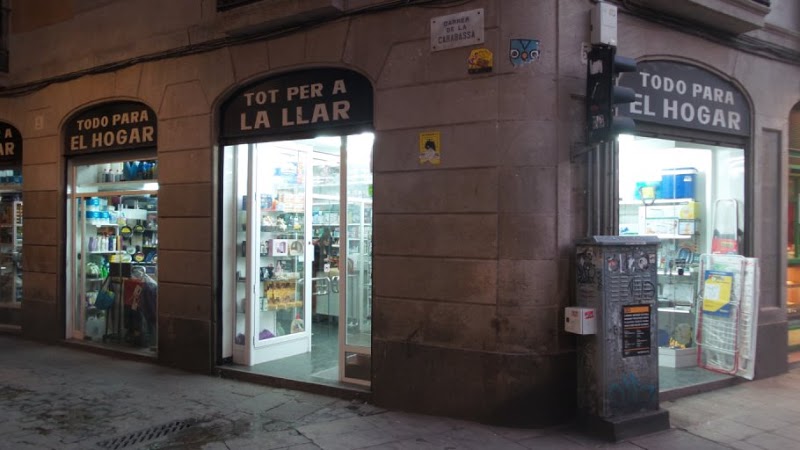 A
TODO PARA
EL HOGAR
TOT PER A
LA LLAR
CARRER
DE LA
CARABASSA
TODO PARA
EL HOGAR